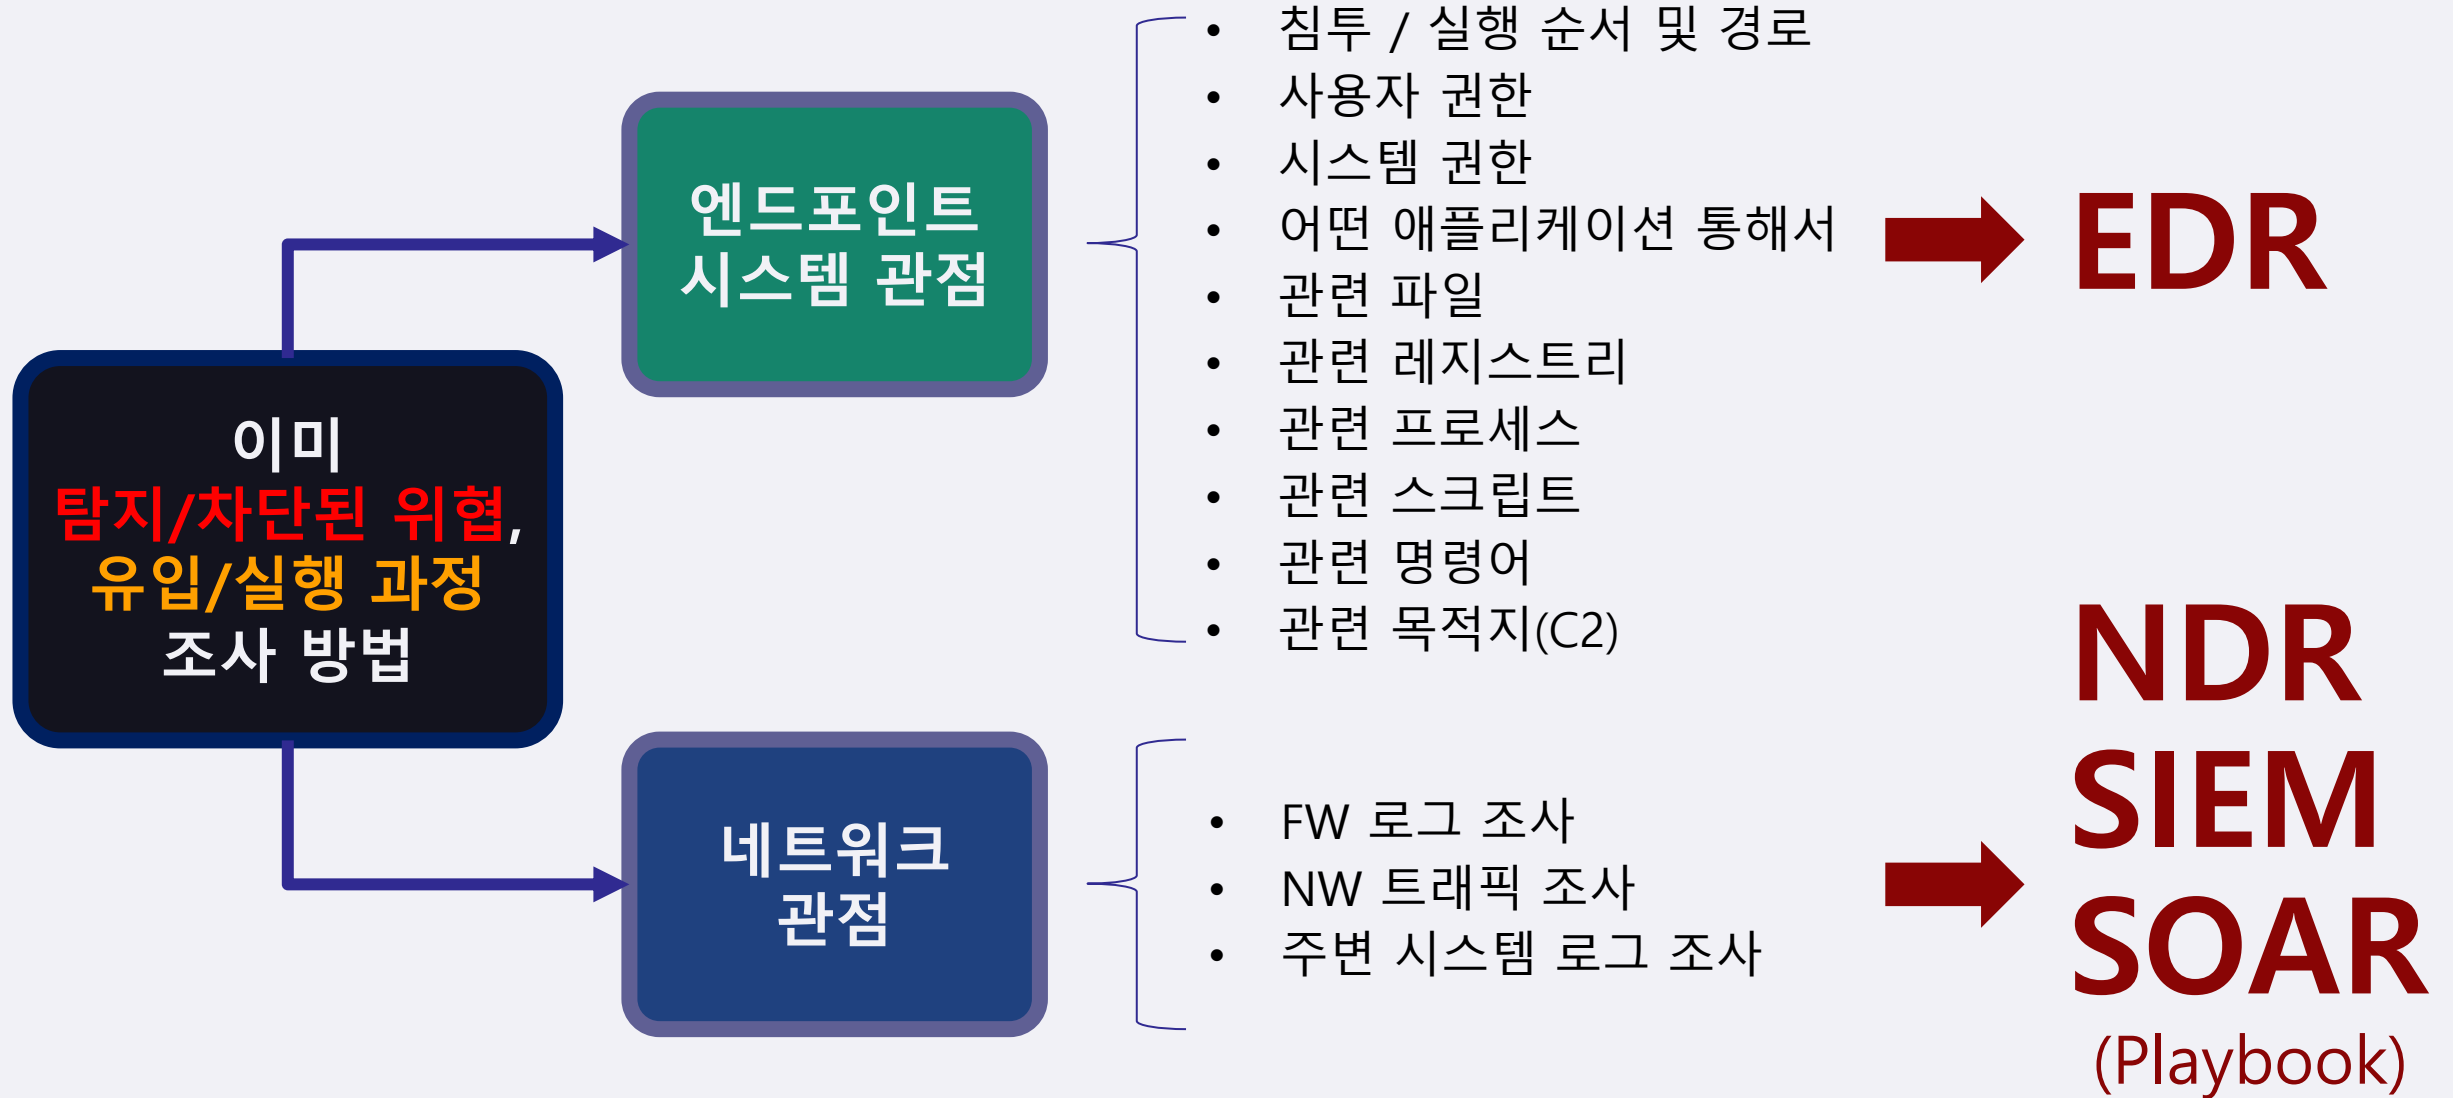 이미
탐지/차단된 위협,
유입/실행 과정
조사 방법
엔드포인트
시스템 관점
• 침투 / 실행 순서 및 경로
• 사용자 권한
• 시스템 권한
• 어떤 애플리케이션 통해서
• 관련 파일
• 관련 레지스트리
• 관련 프로세스
• 관련 스크립트
• 관련 명령어
• 관련 목적지(C2)
EDR
네트워크
관점
• FW 로그 조사
• NW 트래픽 조사
• 주변 시스템 로그 조사
NDR
SIEM
SOAR
(Playbook)